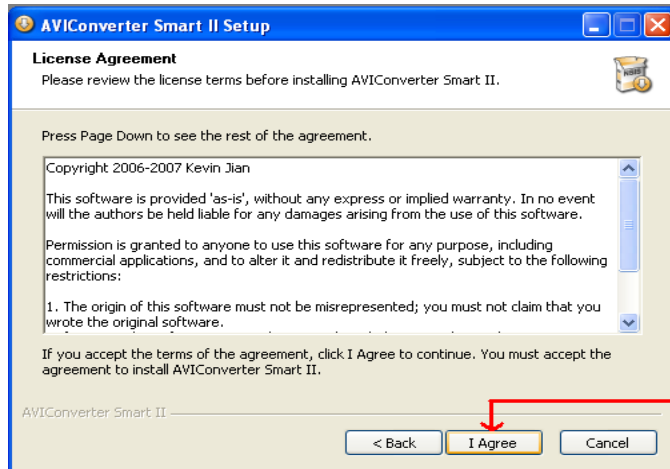 AVIConverter Smart II Setup
License Agreement
Please review the license terms before installing AVIConverter Smart II.
NSIS
Press Page Down to see the rest of the agreement.
Copyright 2006-2007 Kevin Jian
This software is provided 'as-is', without any express or implied warranty. In no event
will the authors be held liable for any damages arising from the use of this software.
Permission is granted to anyone to use this software for any purpose, including
commercial applications, and to alter it and redistribute it freely, subject to the following
restrictions:
1. The origin of this software must not be misrepresented; you must not claim that you
wrote the original software.
If you accept the terms of the agreement, click I Agree to continue. You must accept the
agreement to install AVIConverter Smart II.
AVIConverter Smart II
< Back
I Agree
Cancel